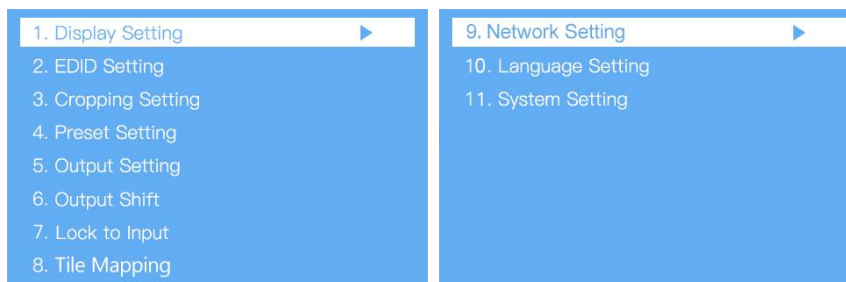 1. Display Setting
2. EDID Setting
3. Cropping Setting
4. Preset Setting
5. Output Setting
6. Output Shift
7. Lock to Input
8. Tile Mapping
9. Network Setting
10. Language Setting
11. System Setting